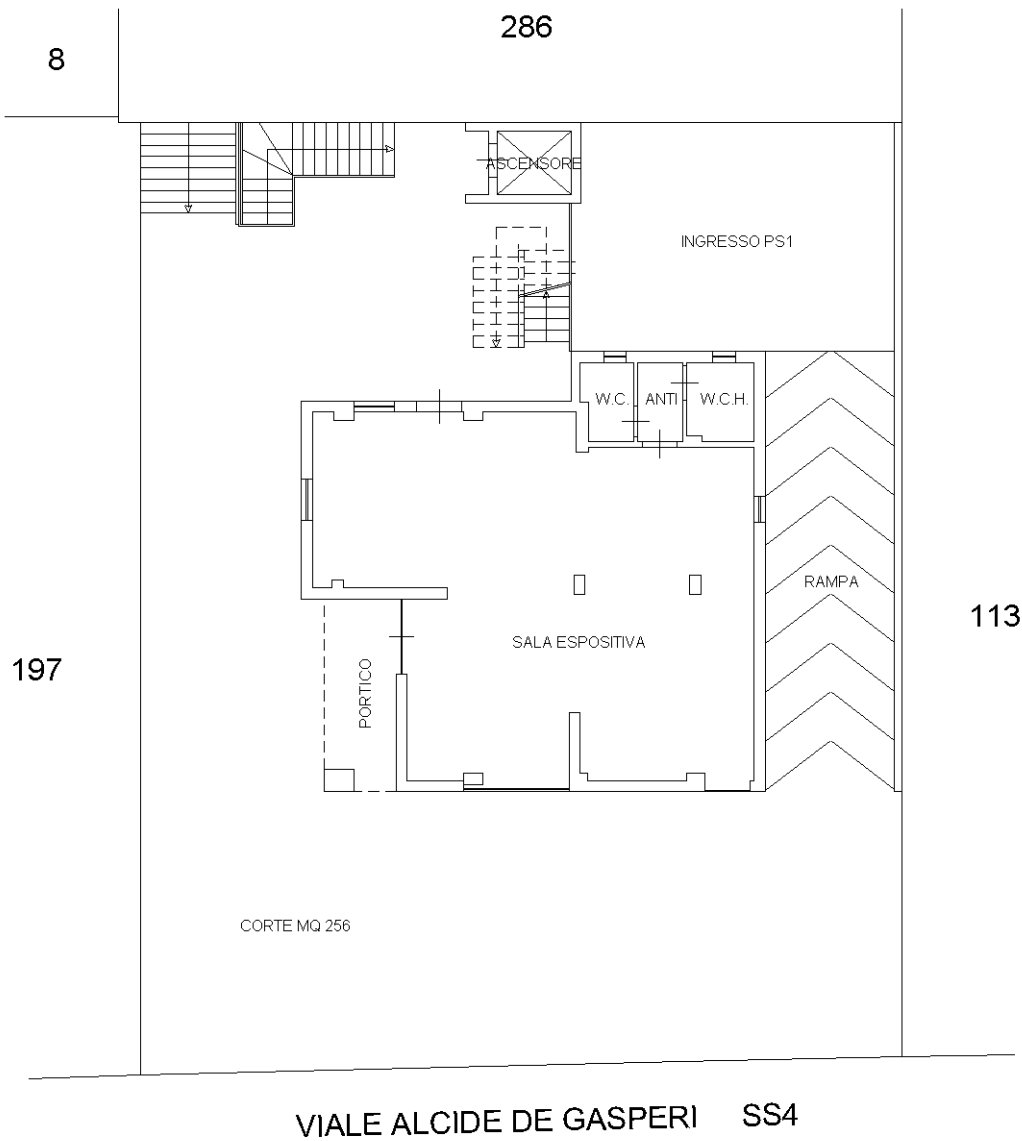 286
8
ASCENSORE
INGRESSO PS1
W.C.
ANTI
W.C.H.
RAMPA
113
SALA ESPOSITIVA
197
PORTICO
CORTE MQ 256
VIALE ALCIDE DE GASPERI SS4